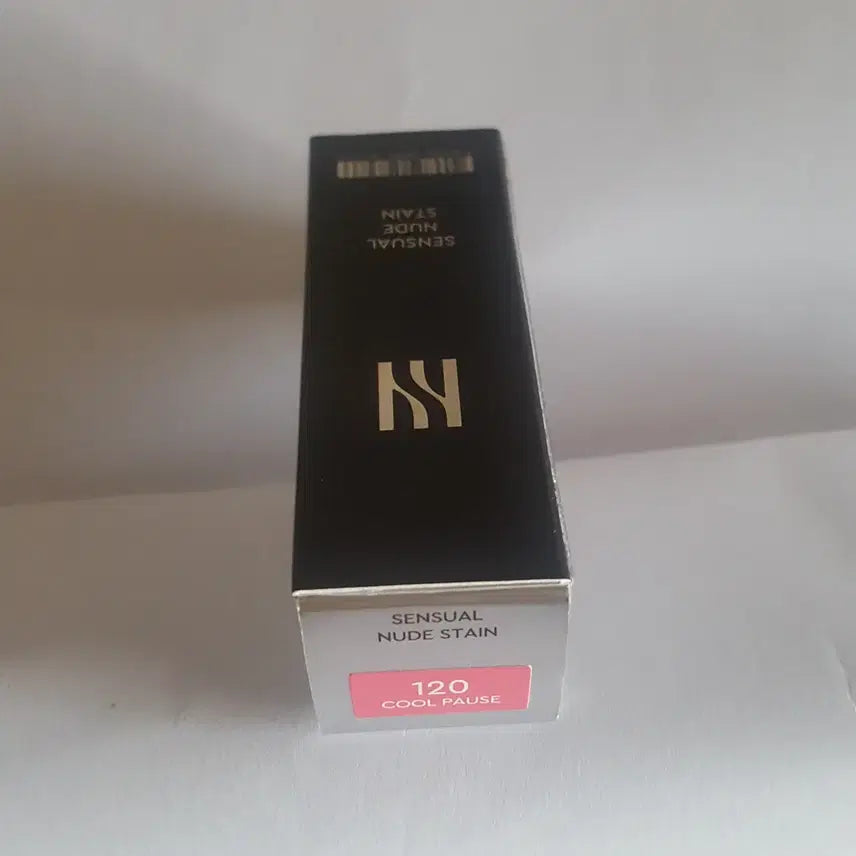 SENSUAL
NUDE
STAIN
SENSUAL
NUDE STAIN
120
COOL PAUSE